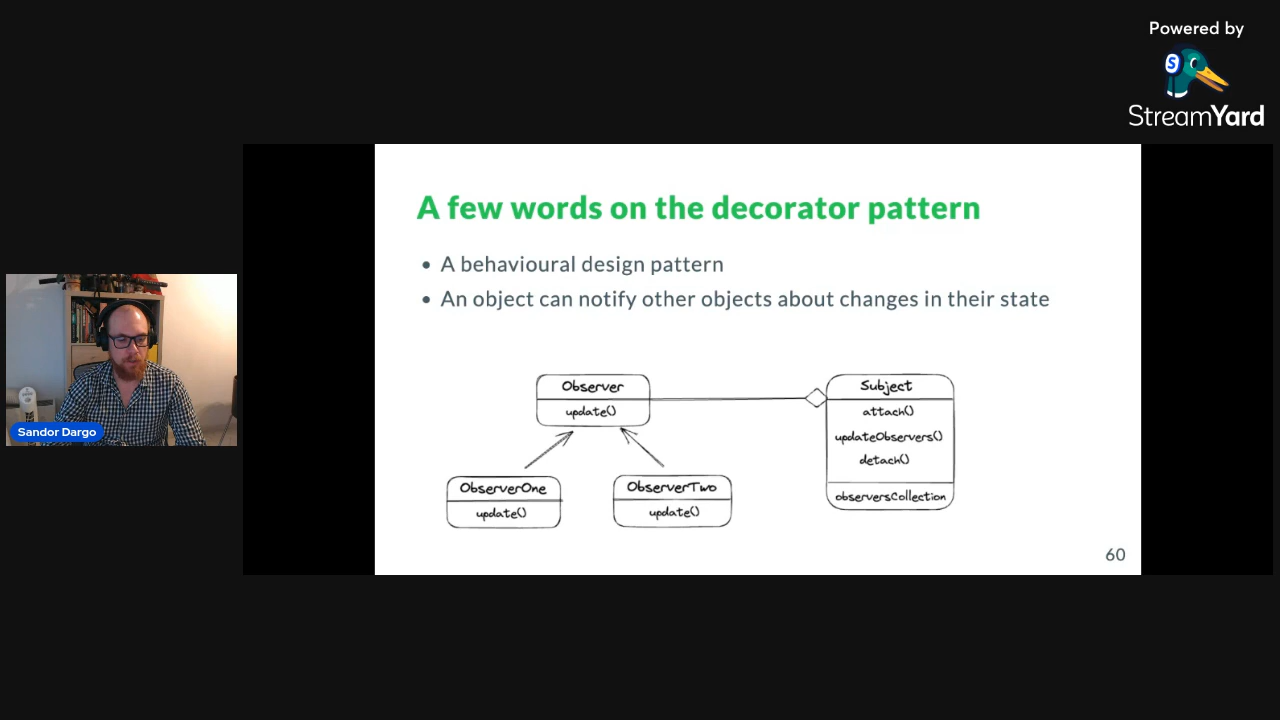 Powered by
S
StreamYard
A few words on the decorator pattern
• A behavioural design pattern
• An object can notify other objects about changes in their state
Observer
update()
Subject
attach()
updateObservers()
detach()
observersCollection
ObserverOne
update()
ObserverTwo
update()
60
Sandor Dargo